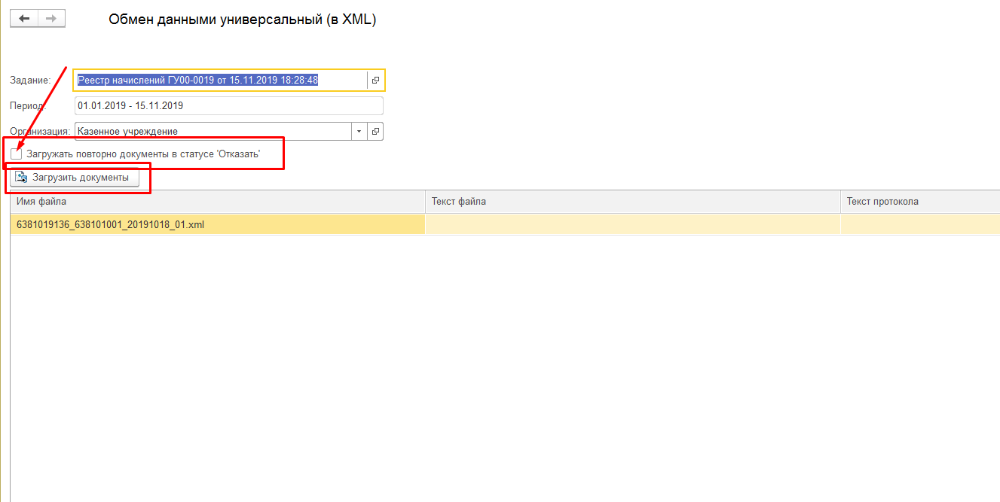 Обмен данными универсальный (в XML)
Задание: Реестр начислений ГУ00-0019 от 15.11.2019 18:28:48
Период: 01.01.2019 - 15.11.2019
Организация: Казенное учреждение
Загружать повторно документы в статусе 'Отказать'
Загрузить документы
Имя файла Текст файла Текст протокола
6381019136_638101001_20191018_01.xml